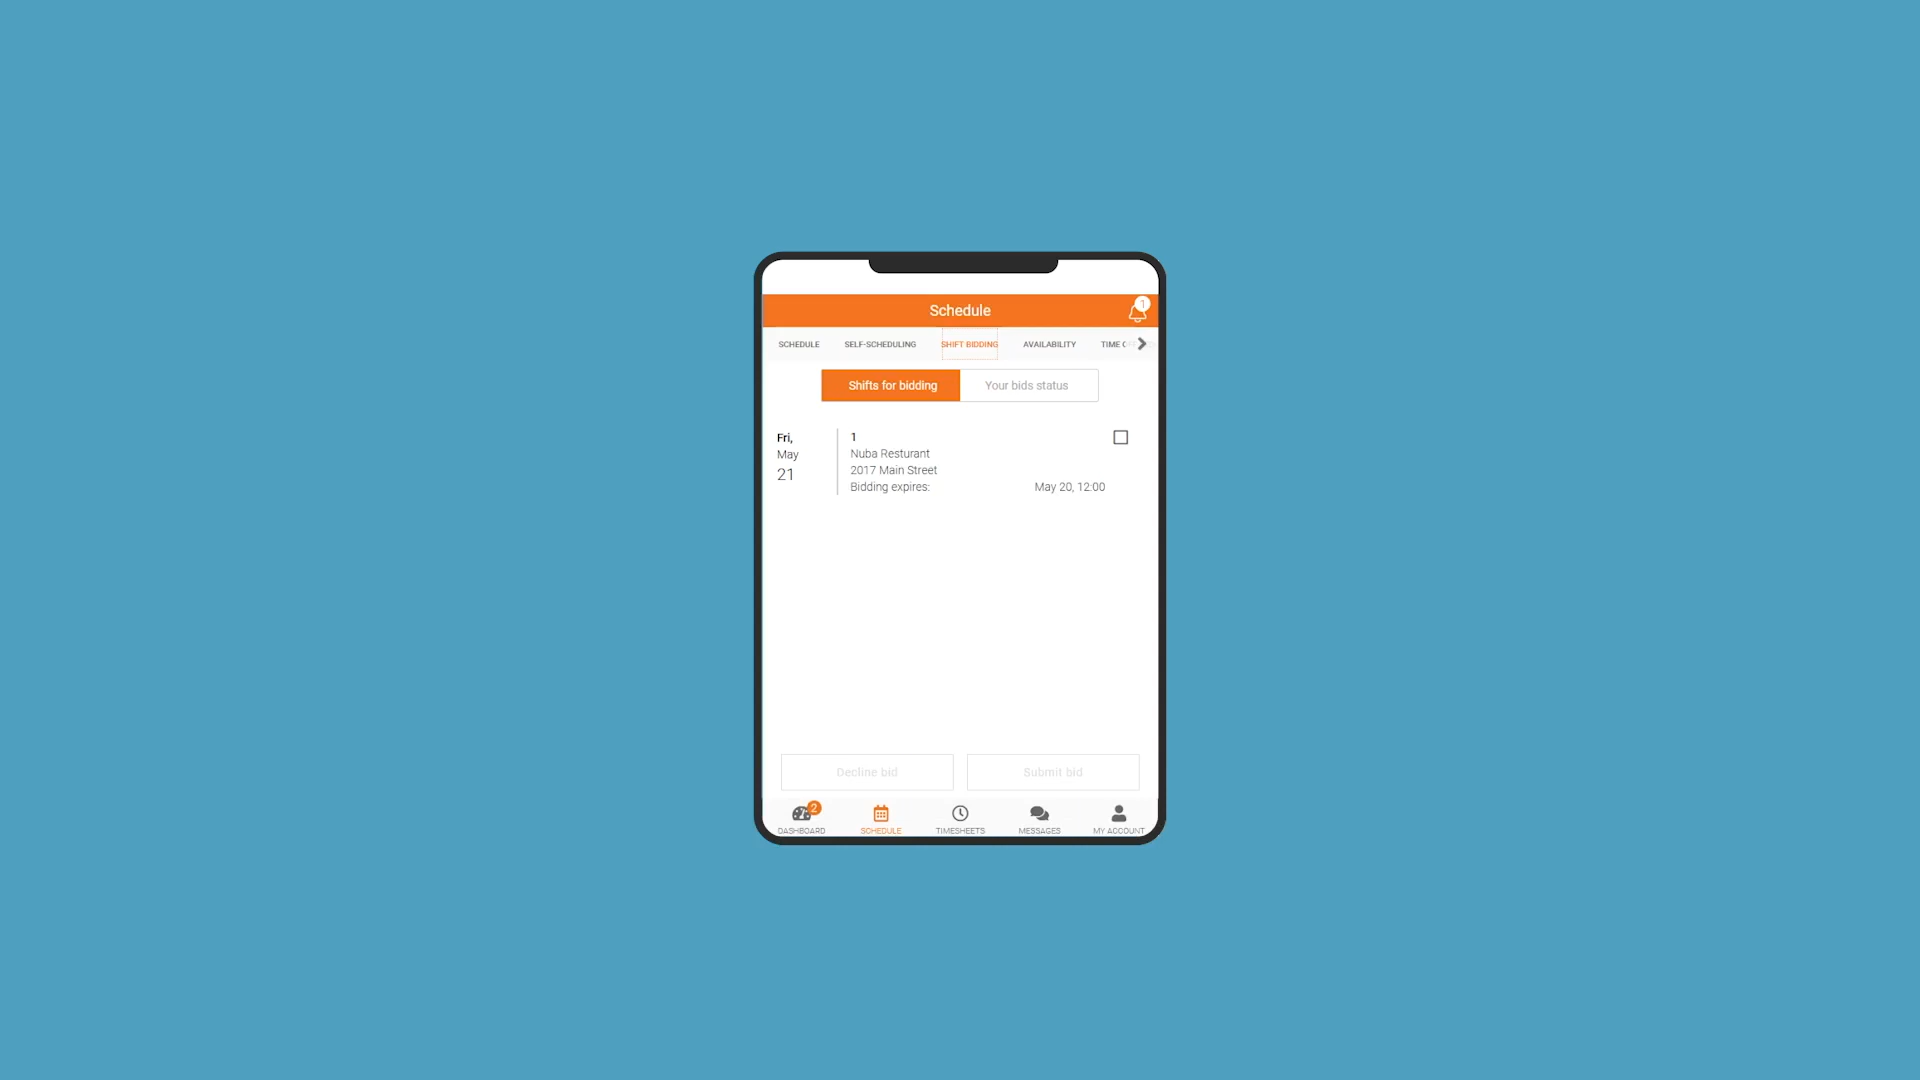 Schedule
1
SCHEDULE SELF-SCHEDULING SHIFT BIDDING AVAILABILITY TIME
Shifts for bidding Your bids status
Fri,
May
21
1
Nuba Resturant
2017 Main Street
Bidding expires: May 20, 12:00
Decline bid Submit bid
2
DASHBOARD SCHEDULE TIMESHEETS MESSAGES MY ACCOUNT